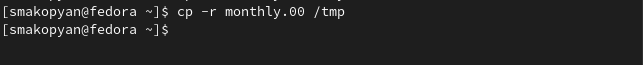 [smakopyan@fedora ~]$ cp -r monthly.00 /tmp
[smakopyan@fedora ~]$